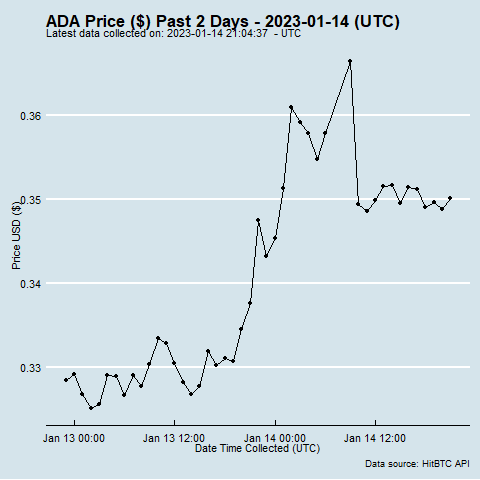 ADA Price ($) Past 2 Days - 2023-01-14 (UTC)
Latest data collected on: 2023-01-14 21:04:37  - UTC
Price USD ($)
0.36
0.35
0.34
0.33
Jan 13 00:00
Jan 13 12:00
Jan 14 00:00
Jan 14 12:00
Date Time Collected (UTC)
Data source: HitBTC API